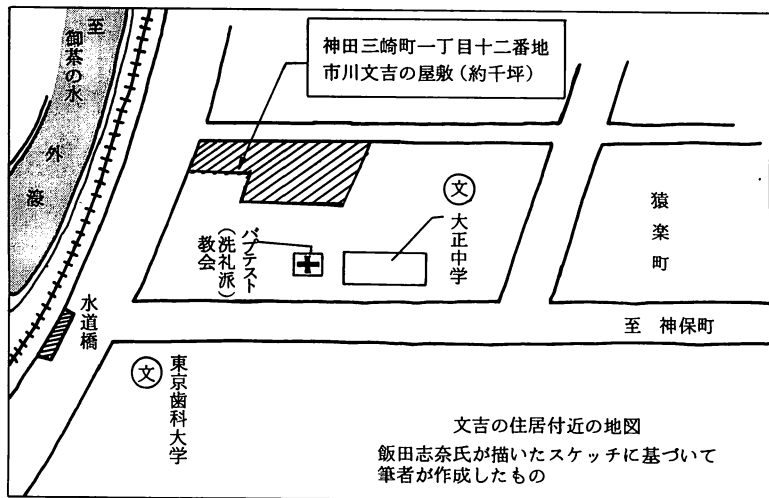 至
御茶の水
外
濠
神田三崎町一丁目十二番地
市川文吉の屋敷（約千坪）
文
大正中学
猿楽町
バプテスト
（洗礼派）
教会
水道橋
至　神保町
文
東京歯科大学
文吉の住居付近の地図
飯田志奈氏が描いたスケッチに基づいて
筆者が作成したもの